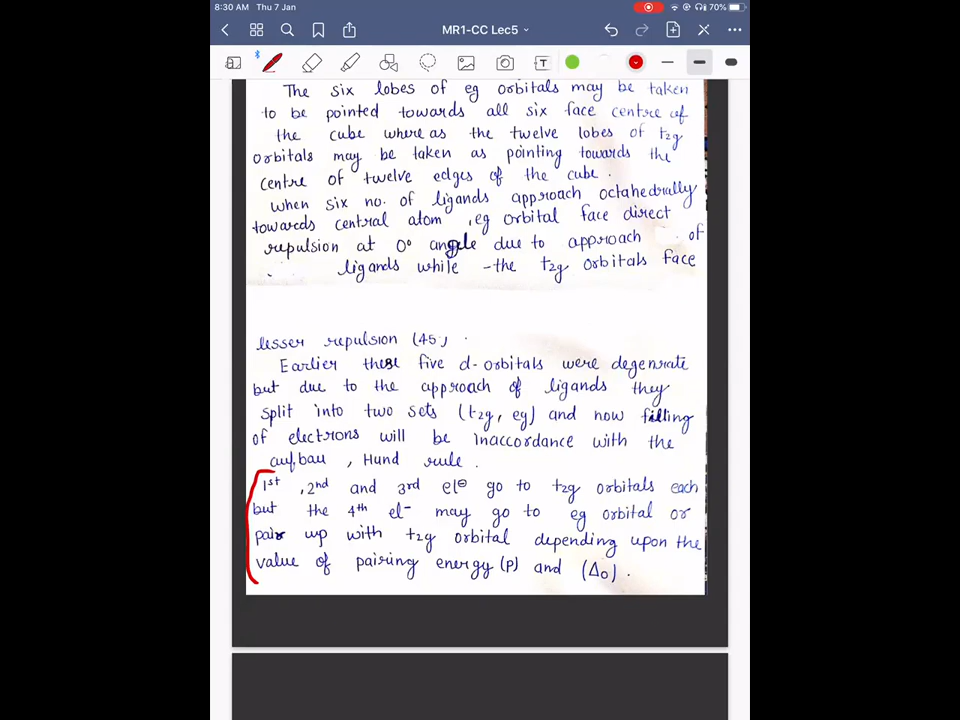 8:30 AM Thu 7 Jan
70%
MR1-CC Lec5
The six lobes of eg orbitals may be taken
to be pointed towards all six face centre of
the cube where as the twelve lobes of t2g
orbitals may be taken as pointing towards the
centre of twelve edges of the cube.
when six no. of ligands approach octahedrally
towards central atom, eg orbital face direct
repulsion at 0° angle due to approach of
ligands while the t2g orbitals face
lesser repulsion (45) .
Earlier these five d-orbitals were degenrate
but due to the approach of ligands they
split into two sets (t2g, eg) and now filling
of electrons will be inaccordance with the
aufbau, Hund rule.
1st, 2nd and 3rd el⊖ go to t2g orbitals each
but the 4th el- may go to eg orbital or
pair up with t2g orbital depending upon the
value of pairing energy (P) and (Δo).